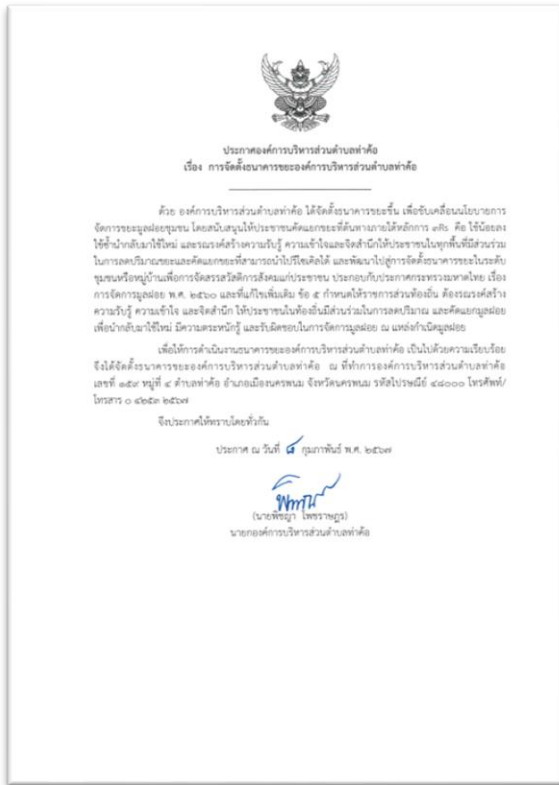 ประกาศองค์การบริหารส่วนตำบลท่าค้อ
เรื่อง การจัดตั้งธนาคารขยะองค์การบริหารส่วนตำบลท่าค้อ
ด้วย องค์การบริหารส่วนตำบลท่าค้อ ได้จัดตั้งธนาคารขยะขึ้น เพื่อขับเคลื่อนนโยบายการ
จัดการขยะมูลฝอยชุมชน โดยสนับสนุนให้ประชาชนคัดแยกขยะที่ต้นทางภายใต้หลักการ ๓Rs คือ ใช้น้อยลง
ใช้ซ้ำนำกลับมาใช้ใหม่ และรณรงค์สร้างความรับรู้ ความเข้าใจและจิตสำนึกให้ประชาชนในทุกพื้นที่มีส่วนร่วม
ในการลดปริมาณขยะและคัดแยกขยะที่สามารถนำไปรีไซเคิลได้ และพัฒนาไปสู่การจัดตั้งธนาคารขยะในระดับ
ชุมชนหรือหมู่บ้านเพื่อการจัดสรรสวัสดิการสังคมแก่ประชาชน ประกอบกับประกาศกระทรวงมหาดไทย เรื่อง
การจัดการมูลฝอย พ.ศ. ๒๕๖๐ และที่แก้ไขเพิ่มเติม ข้อ ๕ กำหนดให้ราชการส่วนท้องถิ่น ต้องรณรงค์สร้าง
ความรับรู้ ความเข้าใจ และจิตสำนึก ให้ประชาชนในท้องถิ่นมีส่วนร่วมในการลดปริมาณ และคัดแยกมูลฝอย
เพื่อนำกลับมาใช้ใหม่ มีความตระหนักรู้ และรับผิดชอบในการจัดการมูลฝอย ณ แหล่งกำเนิดมูลฝอย
เพื่อให้การดำเนินงานธนาคารขยะองค์การบริหารส่วนตำบลท่าค้อ เป็นไปด้วยความเรียบร้อย
จึงได้จัดตั้งธนาคารขยะองค์การบริหารส่วนตำบลท่าค้อ ณ ที่ทำการองค์การบริหารส่วนตำบลท่าค้อ
เลขที่ ๑๕๙ หมู่ที่ ๔ ตำบลท่าค้อ อำเภอเมืองนครพนม จังหวัดนครพนม รหัสไปรษณีย์ ๔๘๐๐๐ โทรศัพท์/
โทรสาร ๐ ๔๒๕๓ ๒๕๖๗
จึงประกาศให้ทราบโดยทั่วกัน
ประกาศ ณ วันที่ ๘ กุมภาพันธ์ พ.ศ. ๒๕๖๗
(นายพิชญา โพชราษฎร)
นายกองค์การบริหารส่วนตำบลท่าค้อ